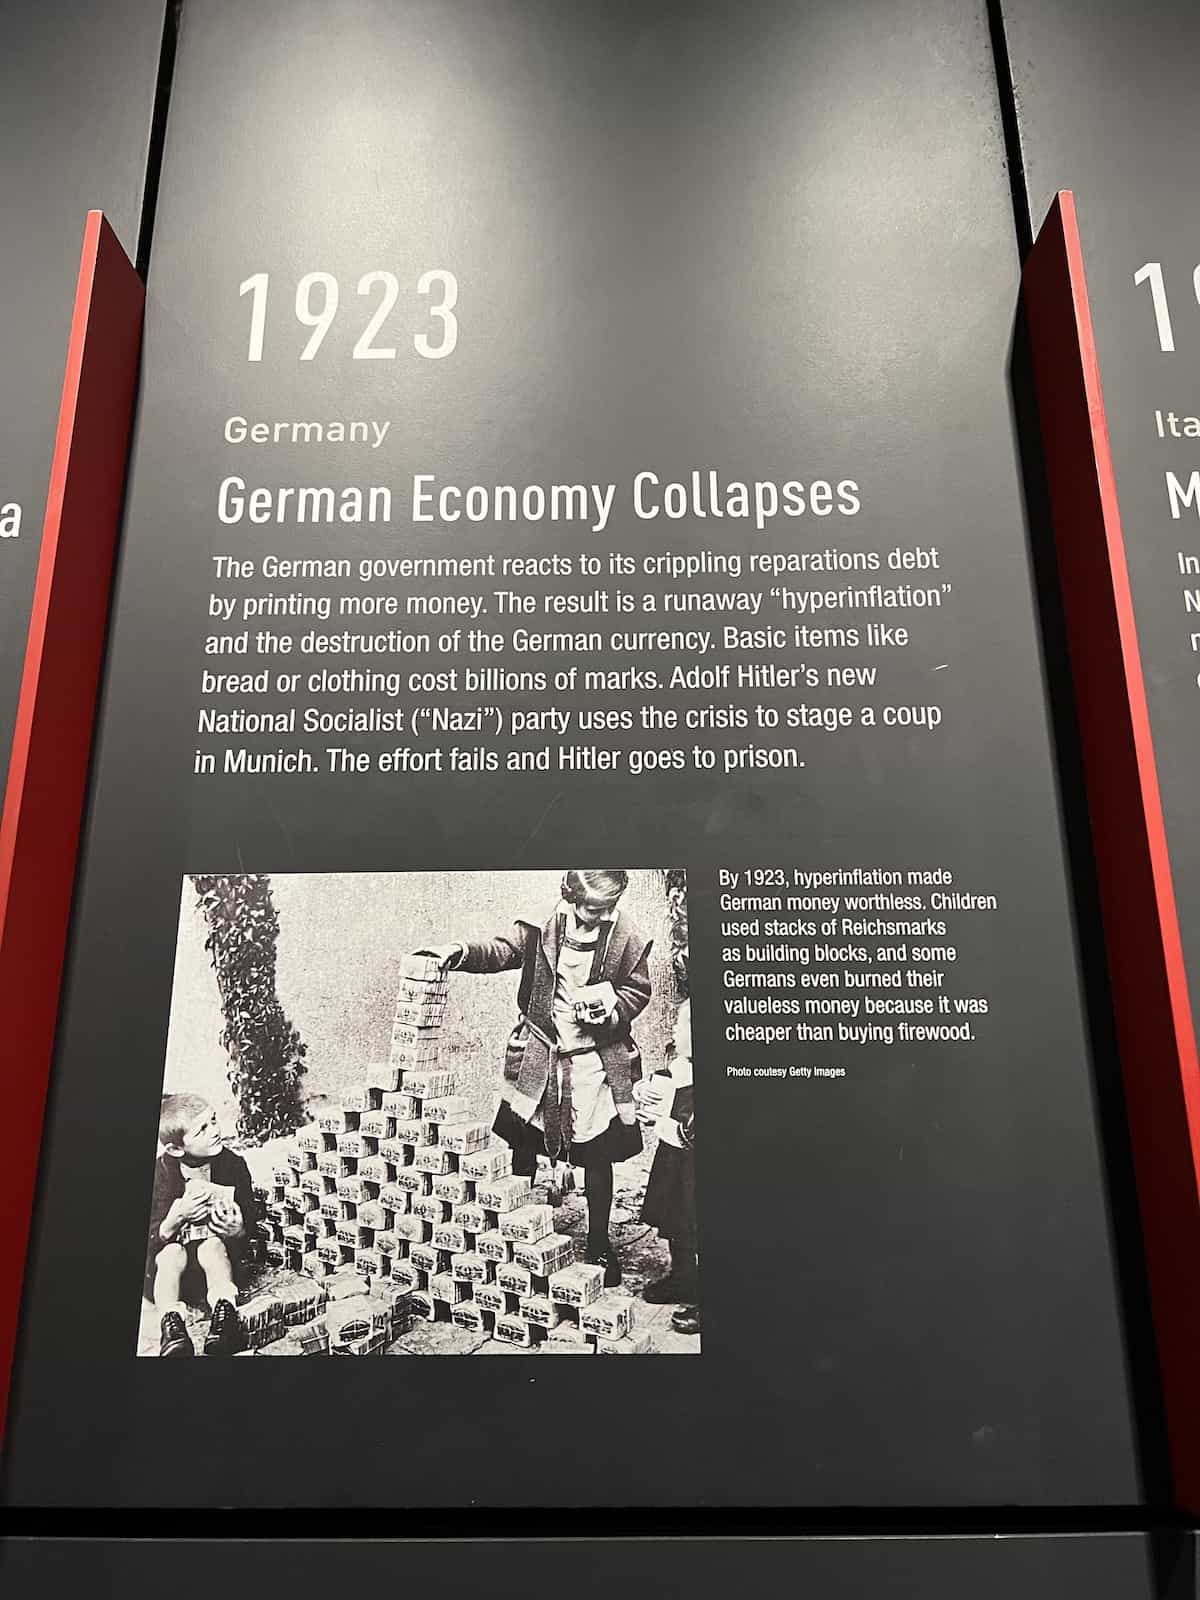 1923
Germany
German Economy Collapses
The German government reacts to its crippling reparations debt
by printing more money. The result is a runaway “hyperinflation”
and the destruction of the German currency. Basic items like
bread or clothing cost billions of marks. Adolf Hitler’s new
National Socialist (“Nazi”) party uses the crisis to stage a coup
in Munich. The effort fails and Hitler goes to prison.
By 1923, hyperinflation made
German money worthless. Children
used stacks of Reichsmarks
as building blocks, and some
Germans even burned their
valueless money because it was
cheaper than buying firewood.
Photo coutesy Getty Images
a
1
Ita
M
In
N